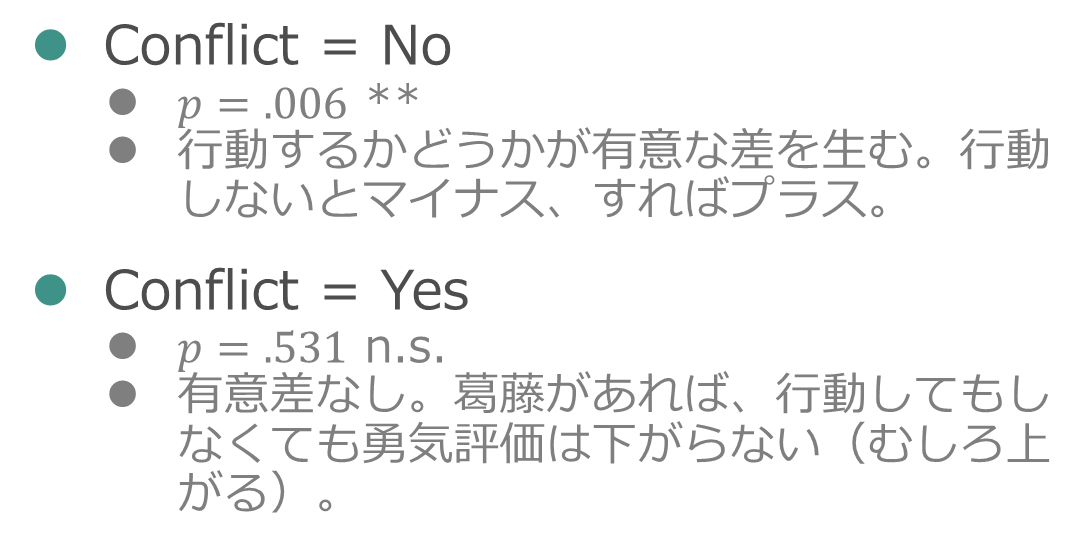 Conflict = No
p = .006 **
行動するかどうかが有意な差を生む。行動
しないとマイナス、すればプラス。
Conflict = Yes
p = .531 n.s.
有意差なし。葛藤があれば、行動してもし
なくても勇気評価は下がらない（むしろ上
がる）。